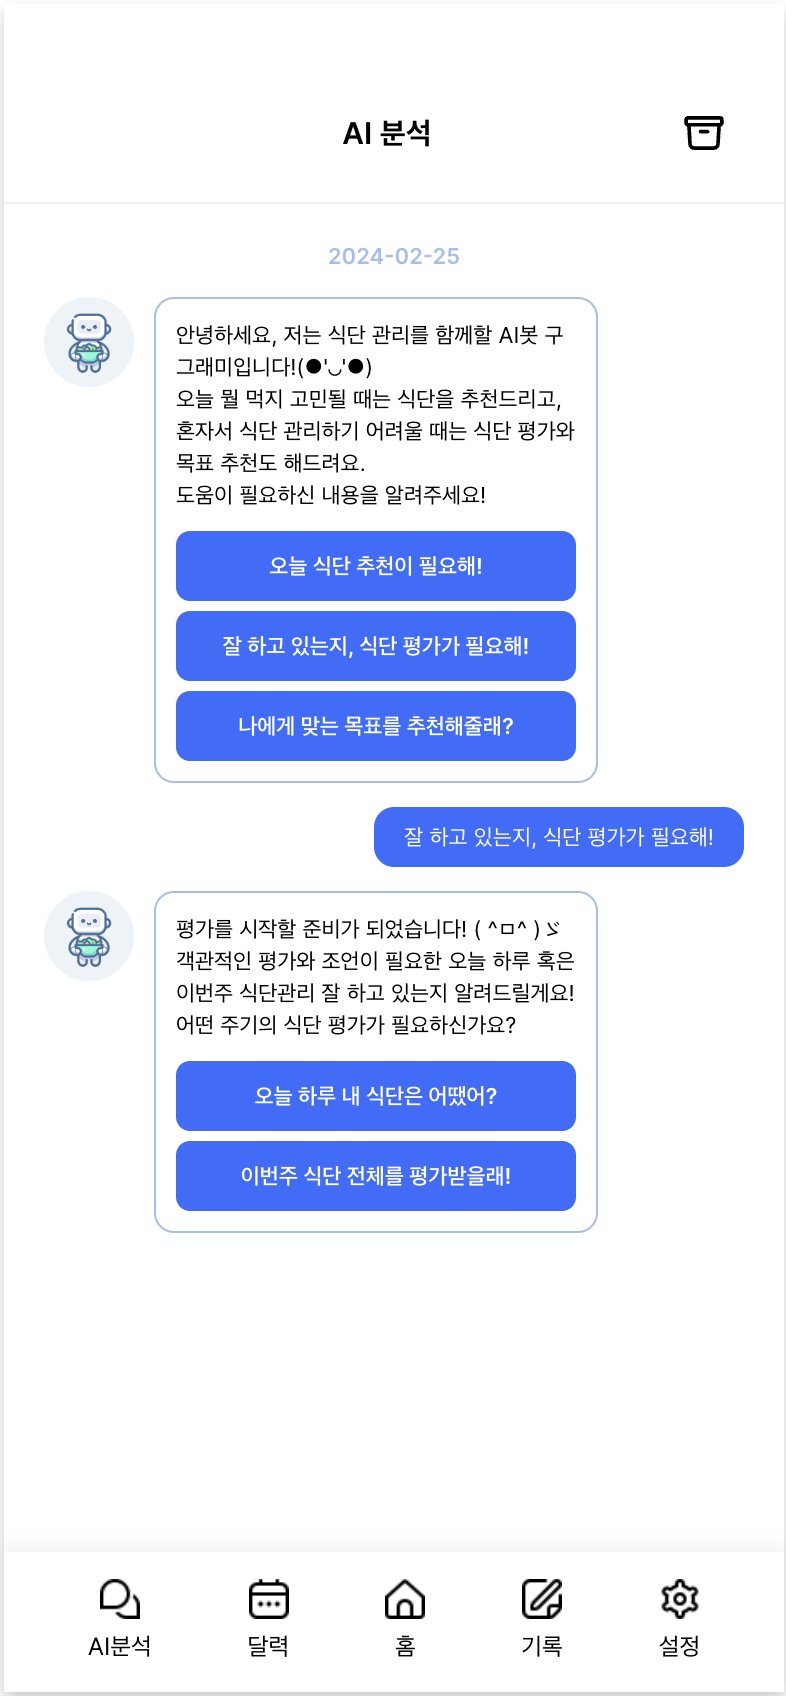 AI 분석
2024-02-25
안녕하세요, 저는 식단 관리를 함께할 AI봇 구
그래미입니다!(●'◡'●)
오늘 뭘 먹지 고민될 때는 식단을 추천드리고,
혼자서 식단 관리하기 어려울 때는 식단 평가와
목표 추천도 해드려요.
도움이 필요하신 내용을 알려주세요!
오늘 식단 추천이 필요해!
잘 하고 있는지, 식단 평가가 필요해!
나에게 맞는 목표를 추천해줄래?
잘 하고 있는지, 식단 평가가 필요해!
평가를 시작할 준비가 되었습니다! ( ^ㅁ^ )ゞ
객관적인 평가와 조언이 필요한 오늘 하루 혹은
이번주 식단관리 잘 하고 있는지 알려드릴게요!
어떤 주기의 식단 평가가 필요하신가요?
오늘 하루 내 식단은 어땠어?
이번주 식단 전체를 평가받을래!
AI분석
달력
홈
기록
설정